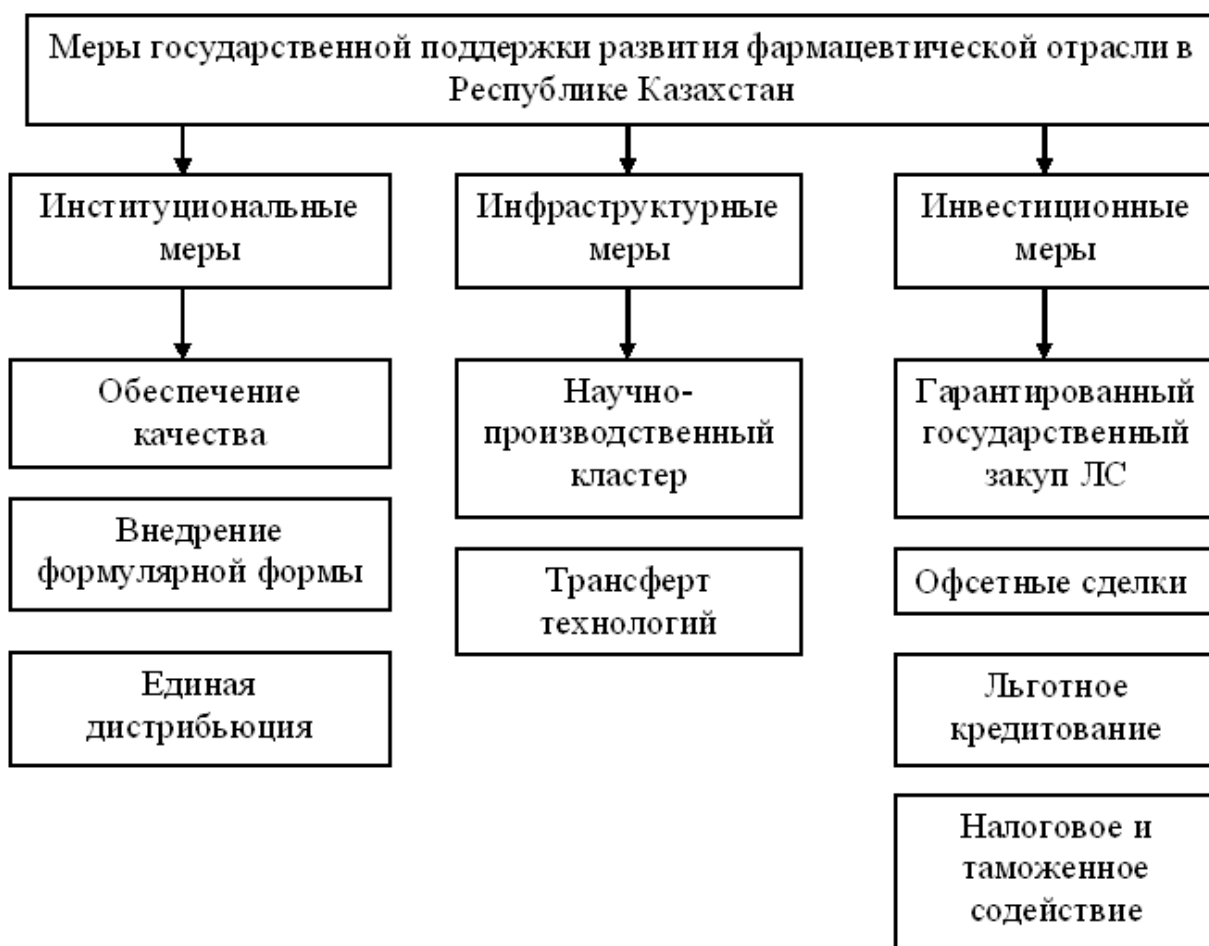 Меры государственной поддержки развития фармацевтической отрасли в
Республике Казахстан
Институциональные
меры
Инфраструктурные
меры
Инвестиционные
меры
Обеспечение
качества
Внедрение
формулярной формы
Единая
дистрибьюция
Научно-
производственный
кластер
Трансферт
технологий
Гарантированный
государственный
закуп ЛС
Офсетные сделки
Льготное
кредитование
Налоговое и
таможенное
содействие